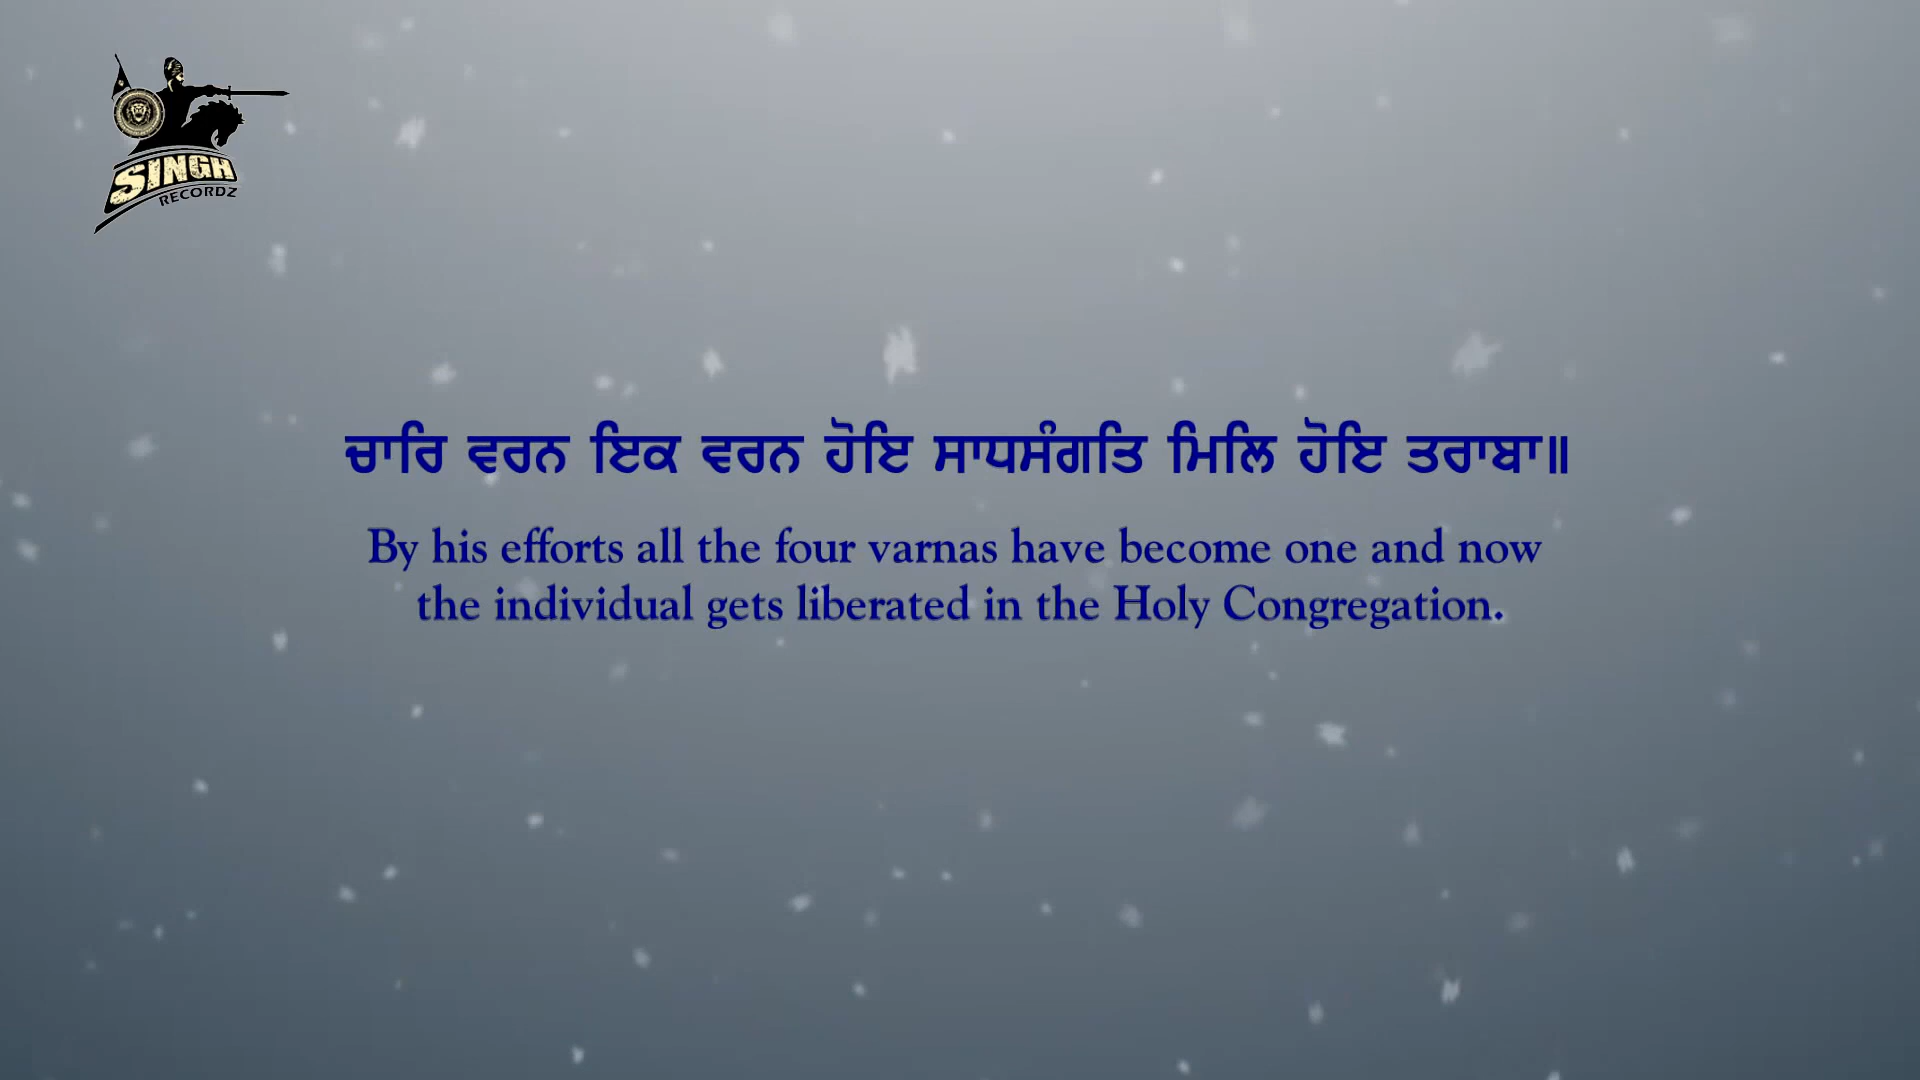 SINGH
RECORDZ
ਚਾਰਿ ਵਰਨ ਇਕ ਵਰਨ ਹੋਇ ਸਾਧਸੰਗਤਿ ਮਿਲਿ ਹੋਇ ਤਰਾਬਾ॥
By his efforts all the four varnas have become one and now
the individual gets liberated in the Holy Congregation.